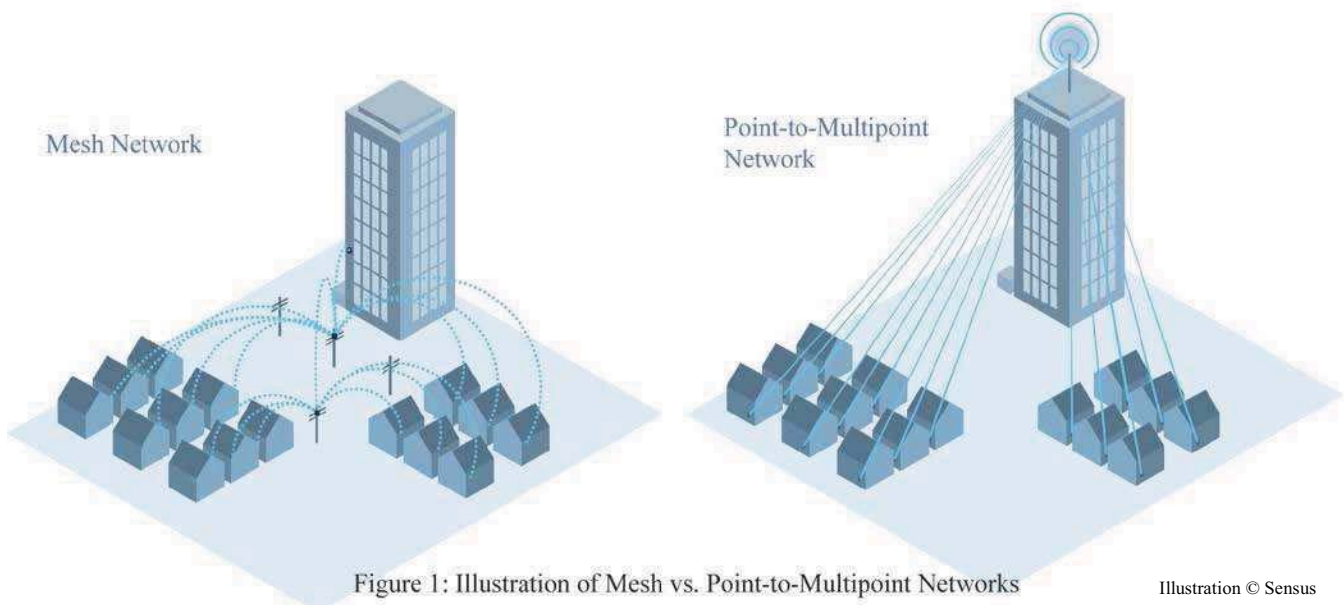 Mesh Network
Point-to-Multipoint
Network
Figure 1: Illustration of Mesh vs. Point-to-Multipoint Networks
Illustration © Sensus